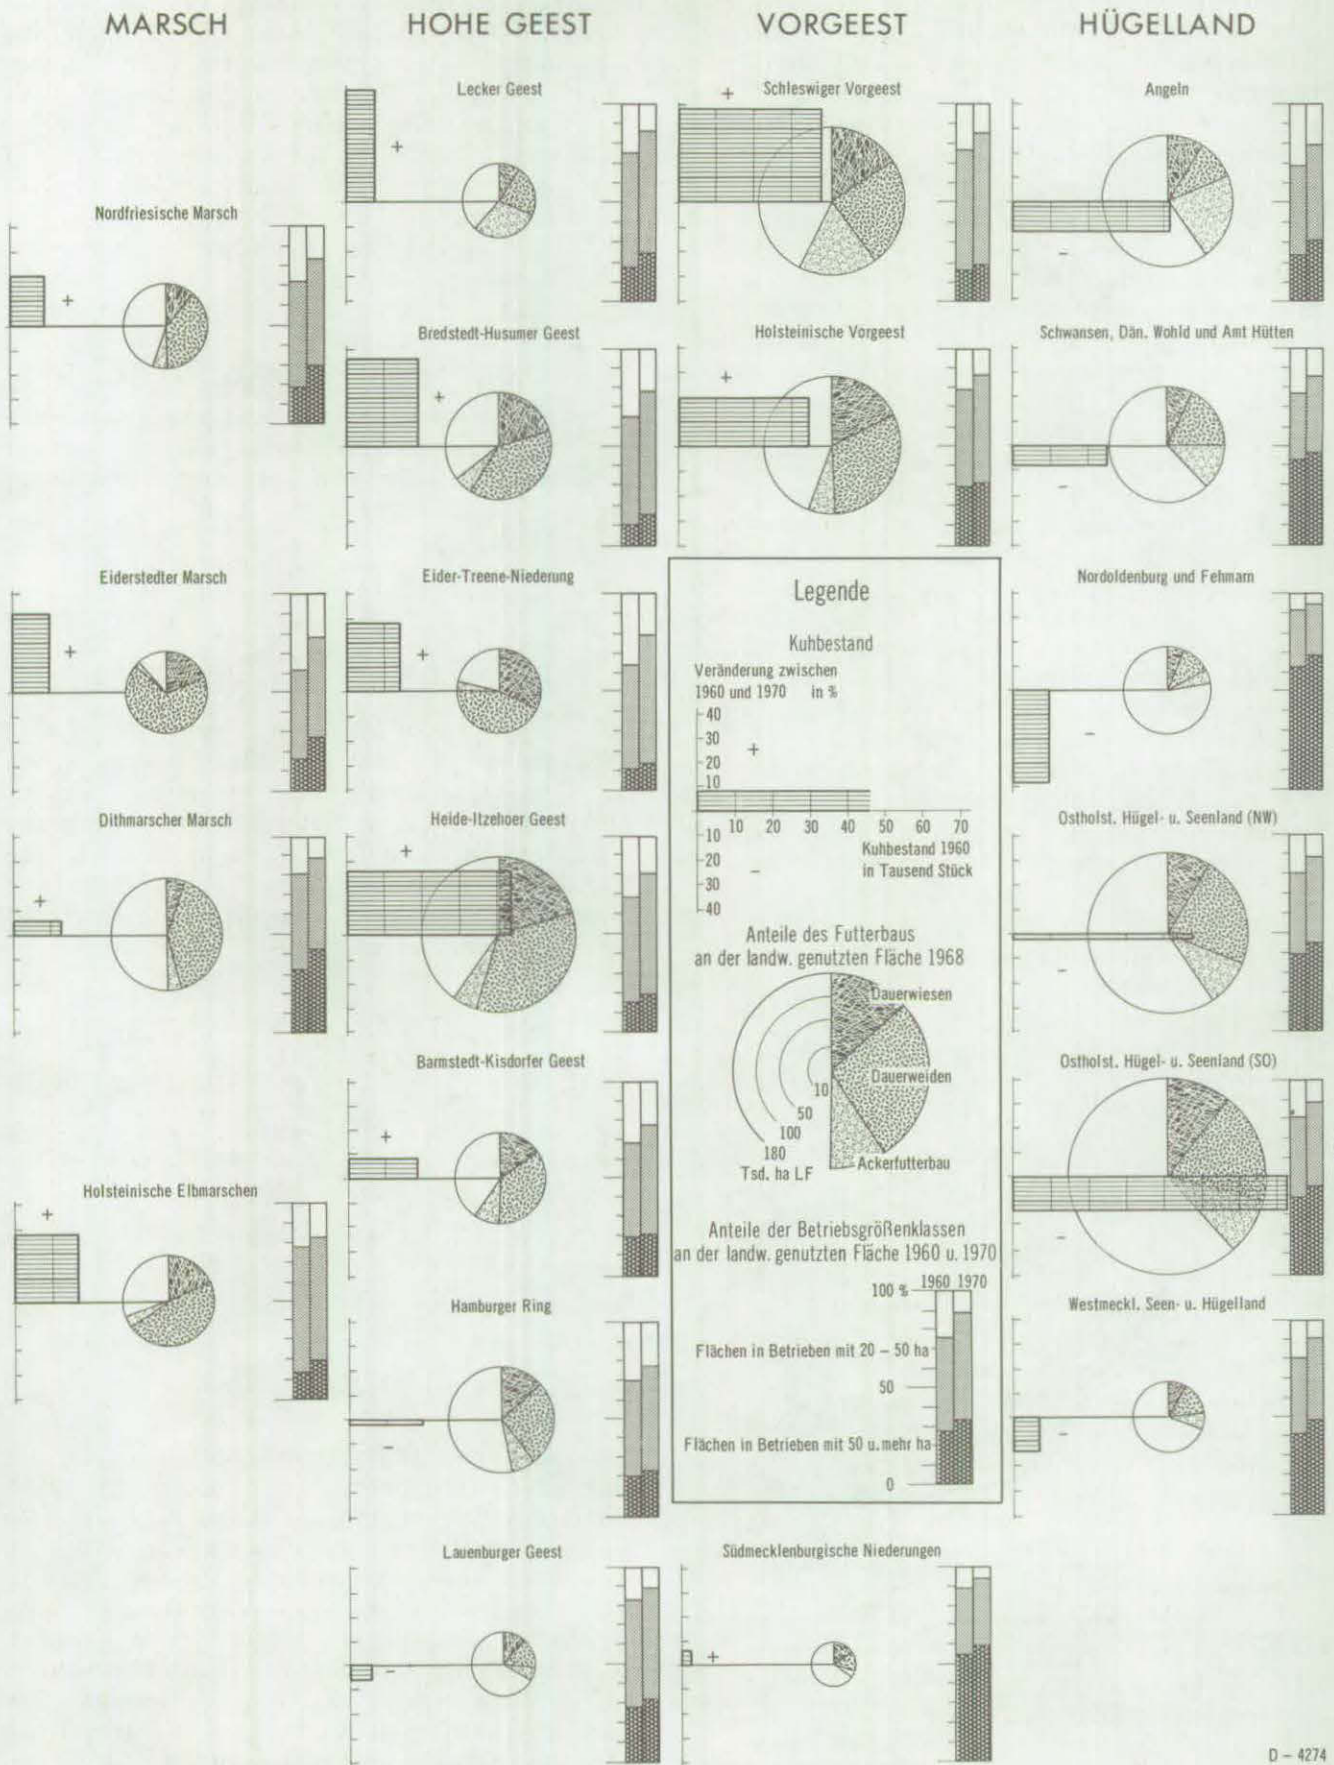 MARSCH
HOHE GEEST
VORGEEST
HÜGELLAND
Nordfriesische Marsch
+
Eiderstedter Marsch
+
Dithmarscher Marsch
+
Holsteinische Elbmarschen
+
Lecker Geest
+
Bredstedt-Husumer Geest
+
Eider-Treene-Niederung
+
Heide-Itzehoer Geest
+
Barmstedt-Kisdorfer Geest
+
Hamburger Ring
−
Lauenburger Geest
−
Schleswiger Vorgeest
+
Holsteinische Vorgeest
+
Legende
Kuhbestand
Veränderung zwischen
1960 und 1970 in %
40
30
+
20
10
10 20 30 40 50 60 70
10
Kuhbestand 1960
20
in Tausend Stück
−
30
40
Anteile des Futterbaus
an der landw. genutzten Fläche 1968
Dauerwiesen
Dauerweiden
10
50
100
180
Ackerfutterbau
Tsd. ha LF
Anteile der Betriebsgrößenklassen
an der landw. genutzten Fläche 1960 u. 1970
100 % 1960 1970
Flächen in Betrieben mit 20 – 50 ha
50
Flächen in Betrieben mit 50 u. mehr ha
0
Südmecklenburgische Niederungen
+
Angeln
−
Schwansen, Dän. Wohld und Amt Hütten
−
Nordoldenburg und Fehmarn
−
Ostholst. Hügel- u. Seenland (NW)
−
Ostholst. Hügel- u. Seenland (SO)
−
Westmeckl. Seen- u. Hügelland
−
D – 4274